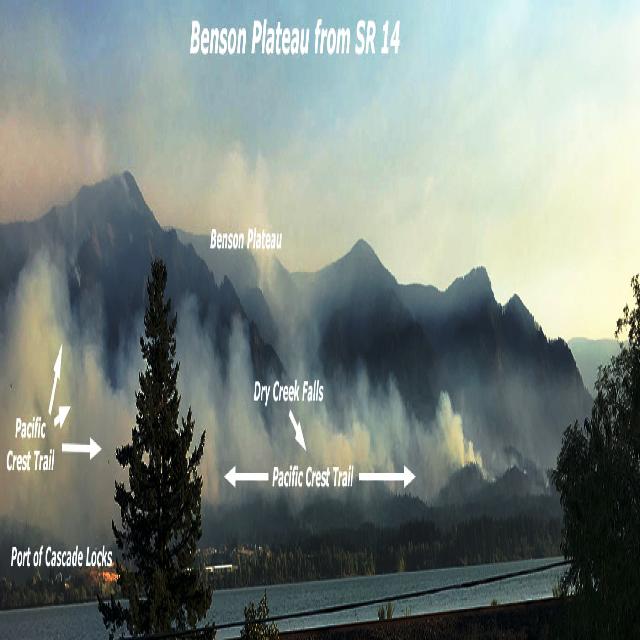 Benson Plateau from SR 14
Benson Plateau
Dry Creek Falls
Pacific
Crest Trail
Pacific Crest Trail
Port of Cascade Locks